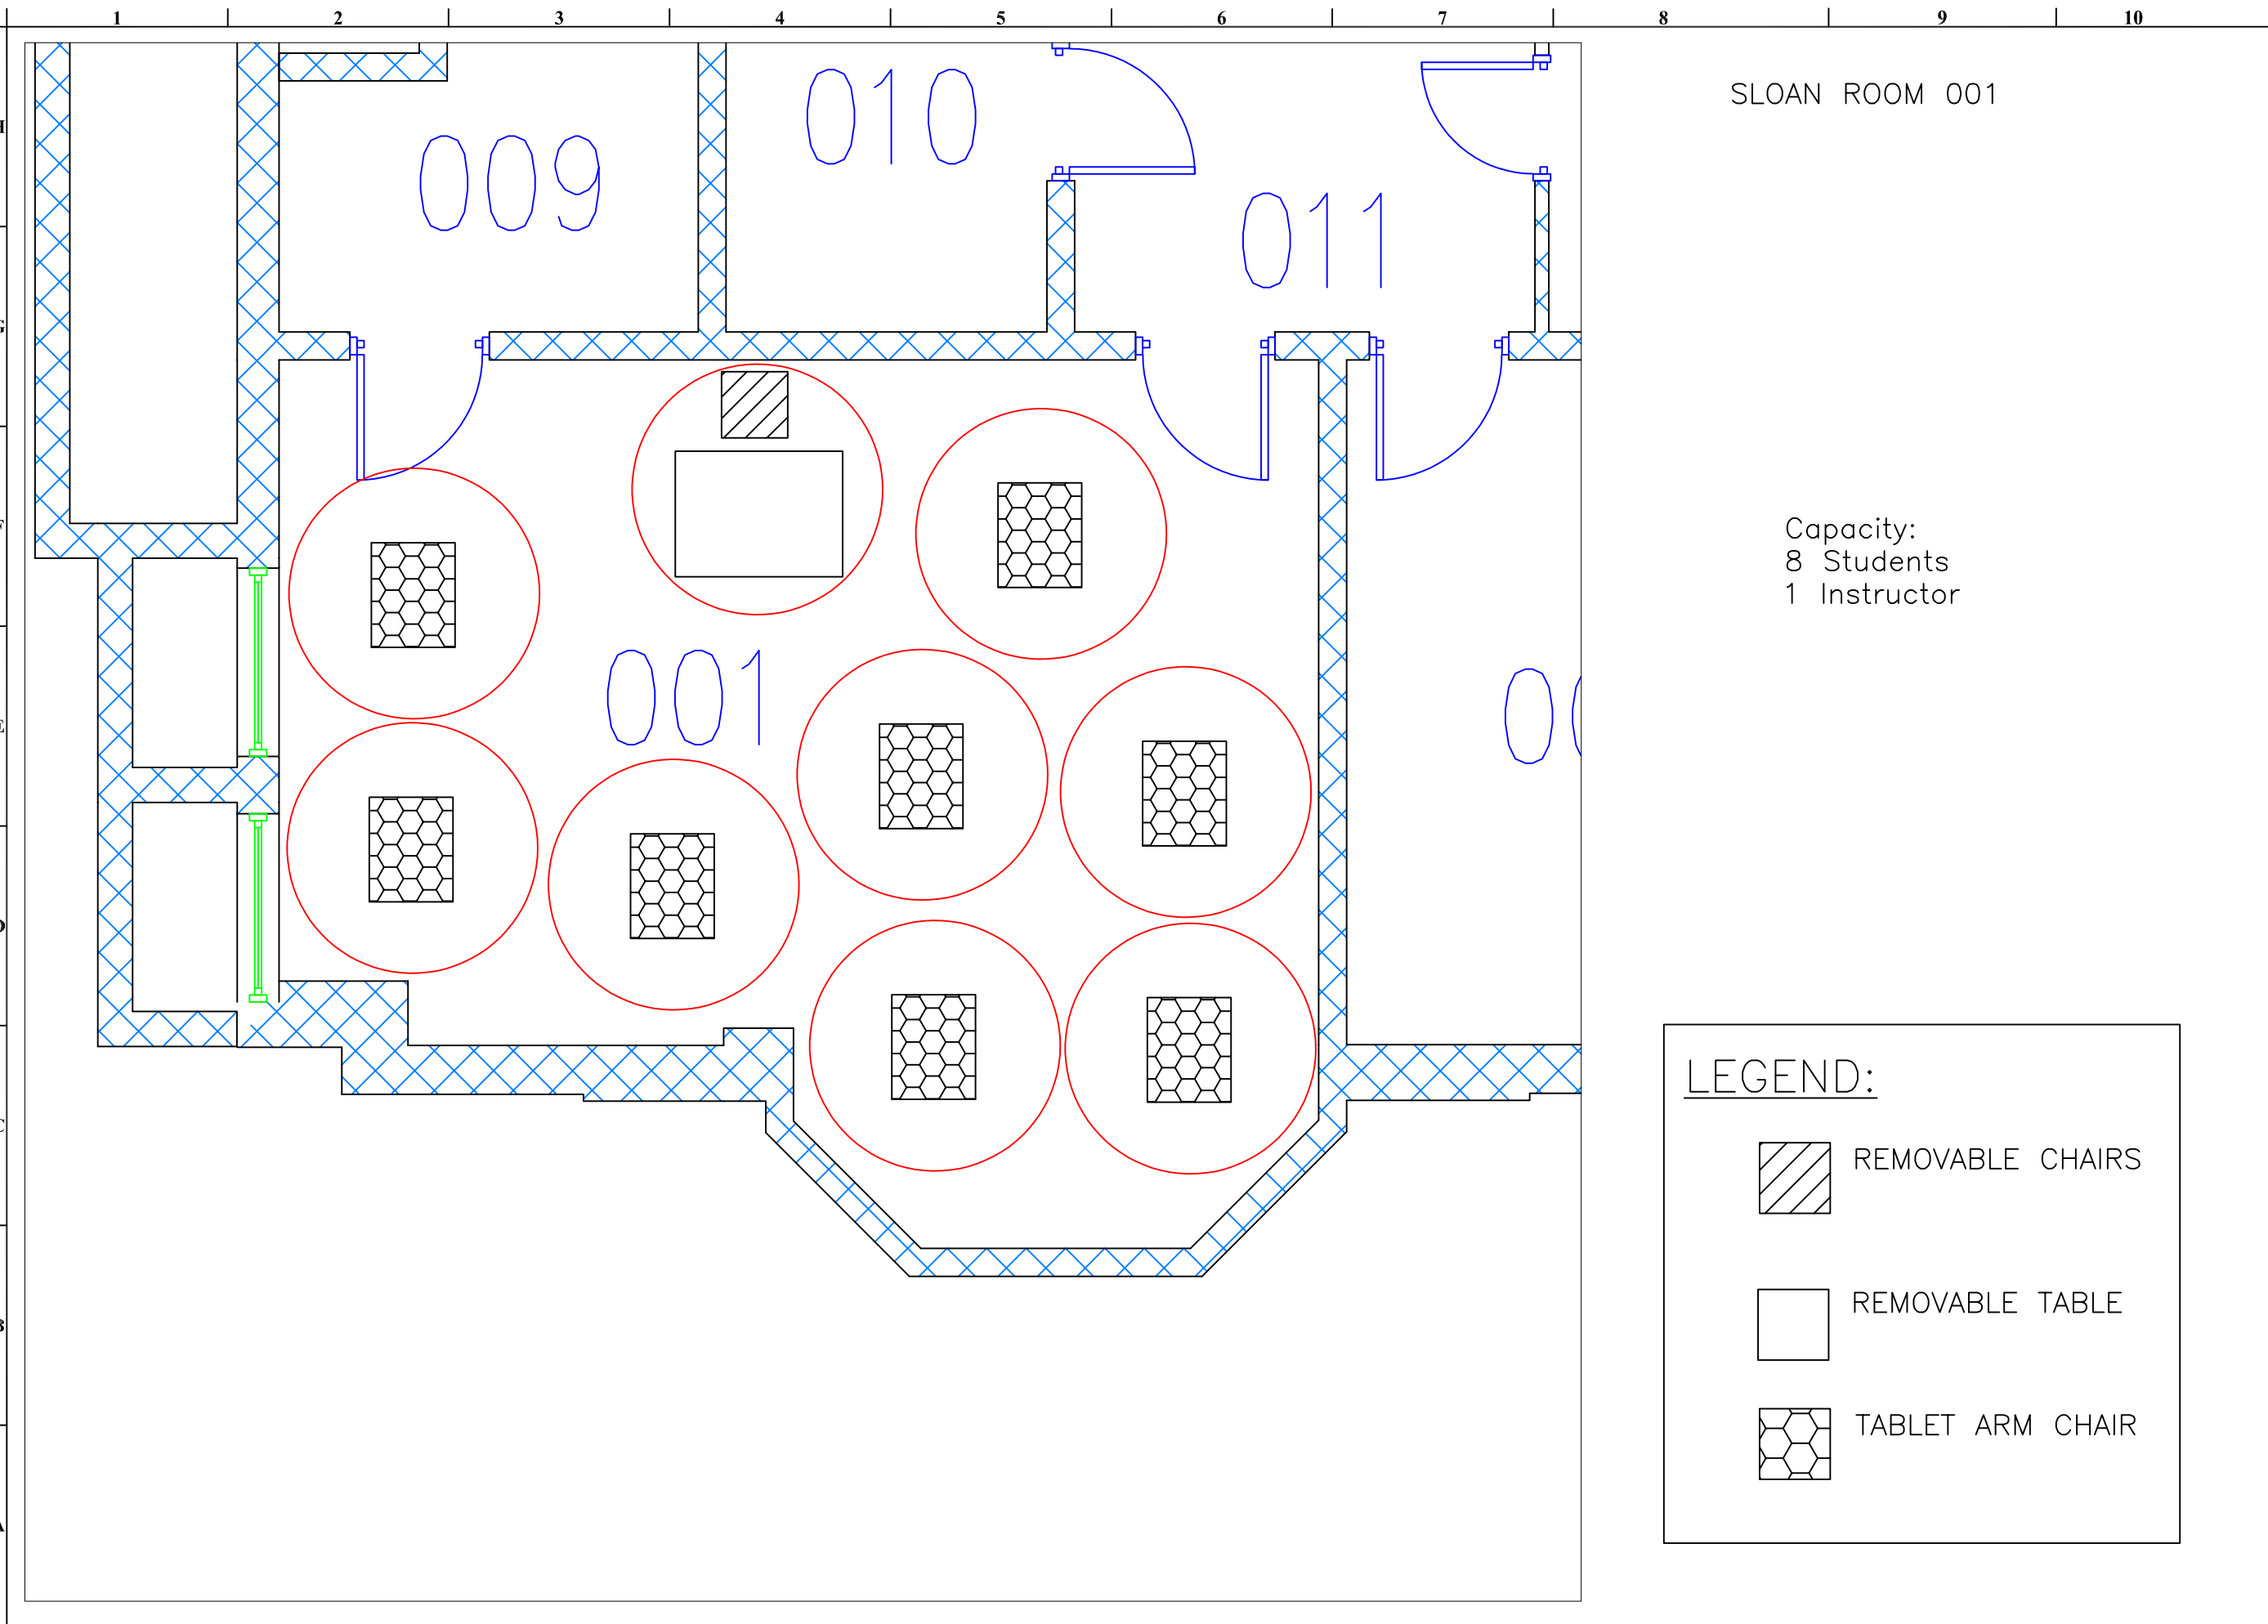 1 2 3 4 5 6 7 8 9 10
SLOAN ROOM 001
H
010
009
011
G
F
Capacity:
8 Students
1 Instructor
001
E
D
LEGEND:
C
REMOVABLE CHAIRS
REMOVABLE TABLE
B
TABLET ARM CHAIR
A